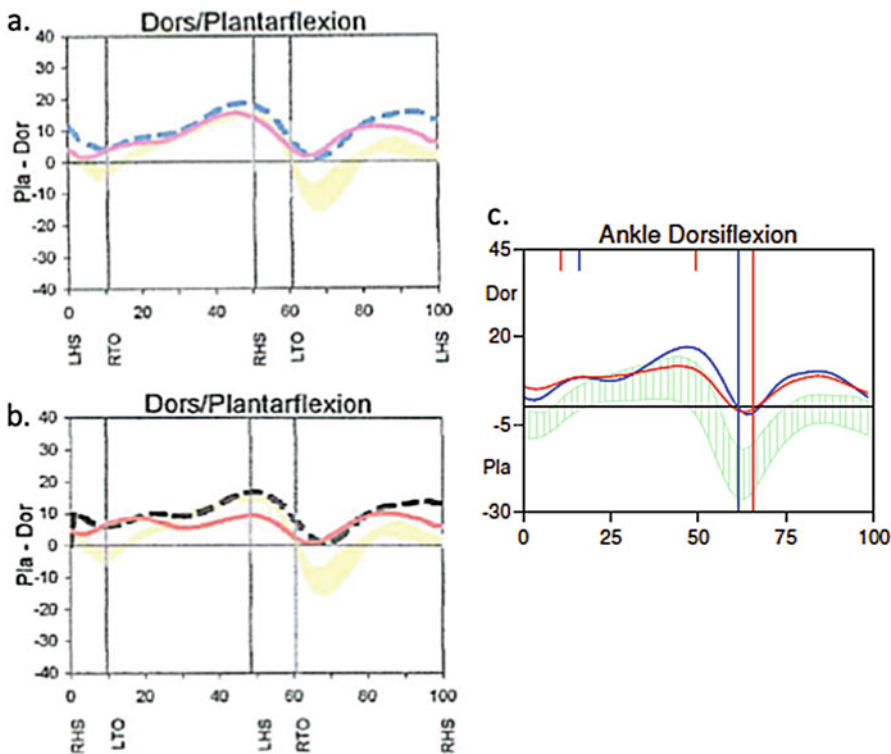 a.
Dors/Plantarflexion
40
30
20
10
0
-10
-20
-30
-40
Pla - Dor
0 20 40 60 80 100
LHS RTO RHS LTO LHS
b.
Dors/Plantarflexion
40
30
20
10
0
-10
-20
-30
-40
Pla - Dor
0 20 40 60 80 100
RHS LTO LHS RTO RHS
c.
Ankle Dorsiflexion
45
Dor
20
-5
Pla
-30
0 25 50 75 100